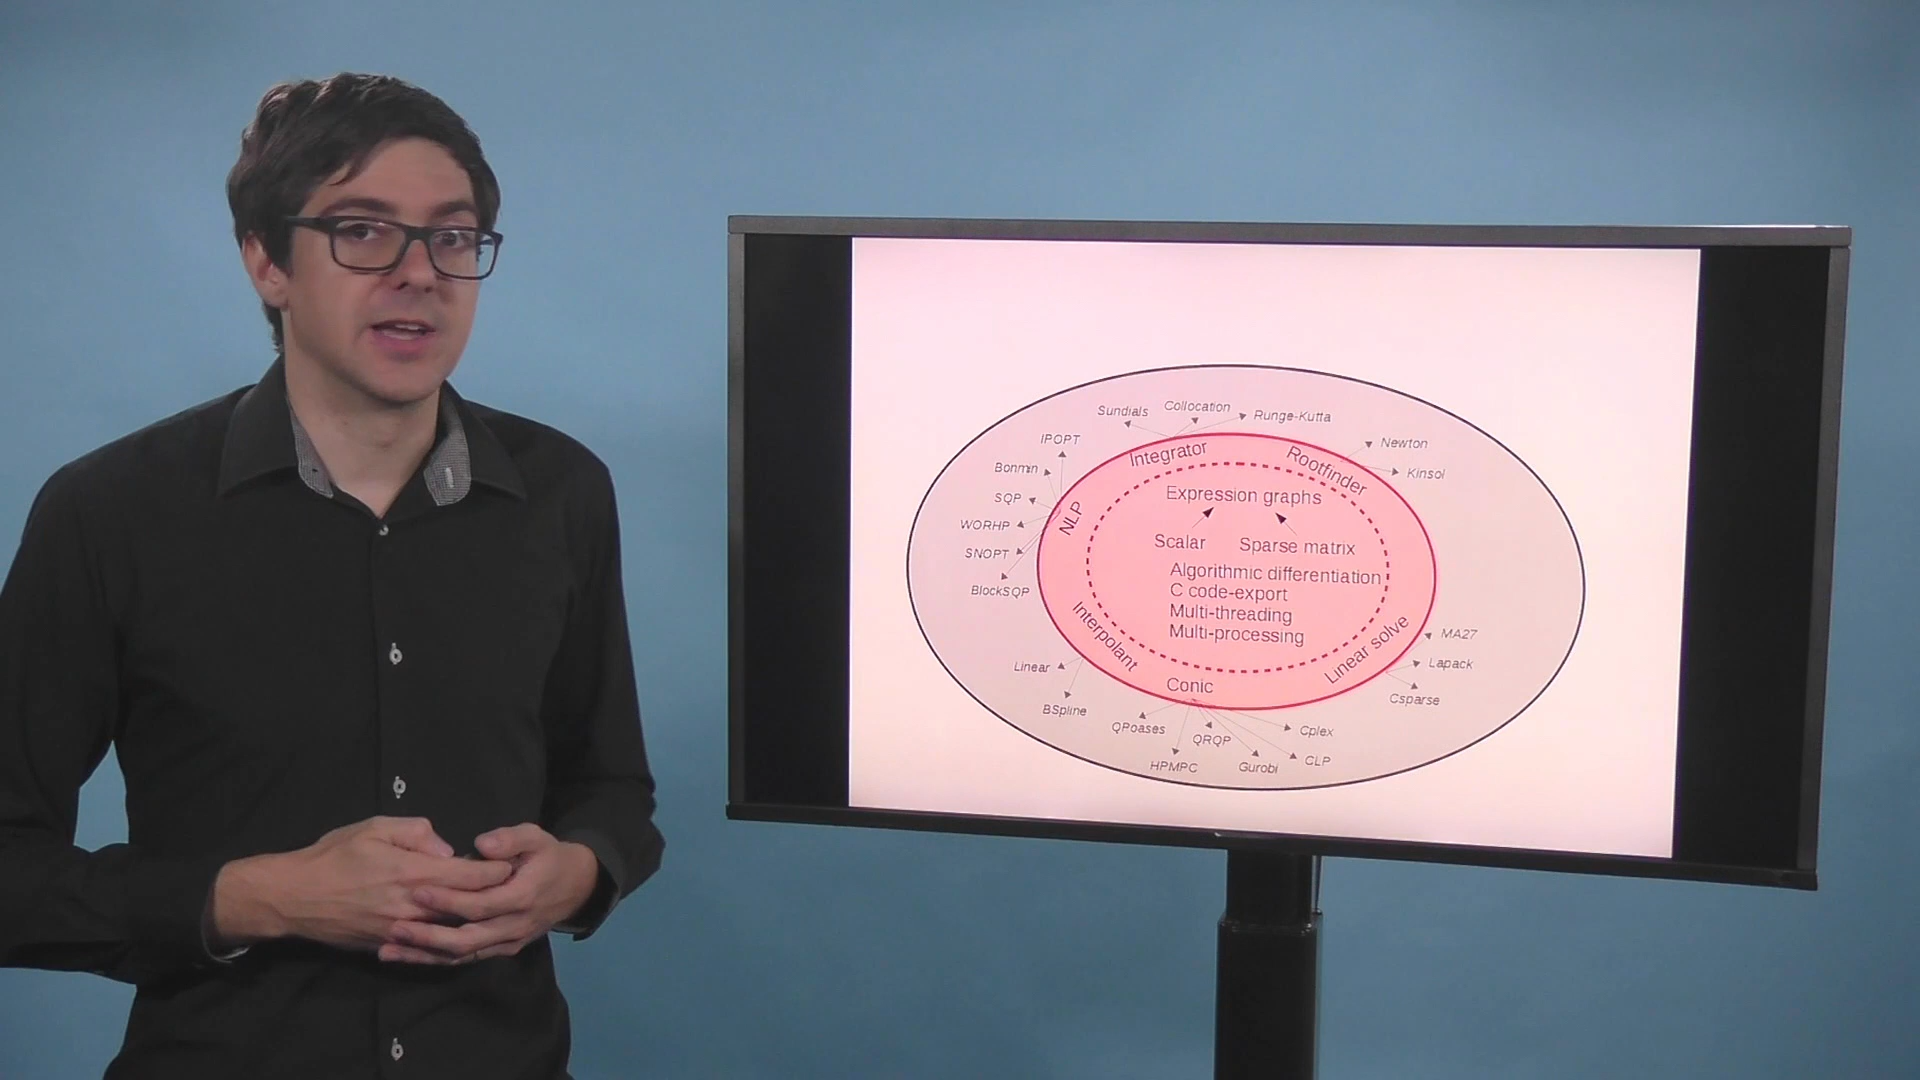 Sundials
Collocation
Runge-Kutta
IPOPT
Newton
Bonmin
Kinsol
SQP
WORHP
SNOPT
BlockSQP
Integrator
Rootfinder
NLP
Expression graphs
Scalar
Sparse matrix
Algorithmic differentiation
C code-export
Multi-threading
Multi-processing
Interpolant
Linear solve
Conic
MA27
Lapack
Csparse
Linear
BSpline
QPoases
QRQP
Cplex
HPMPC
Gurobi
CLP